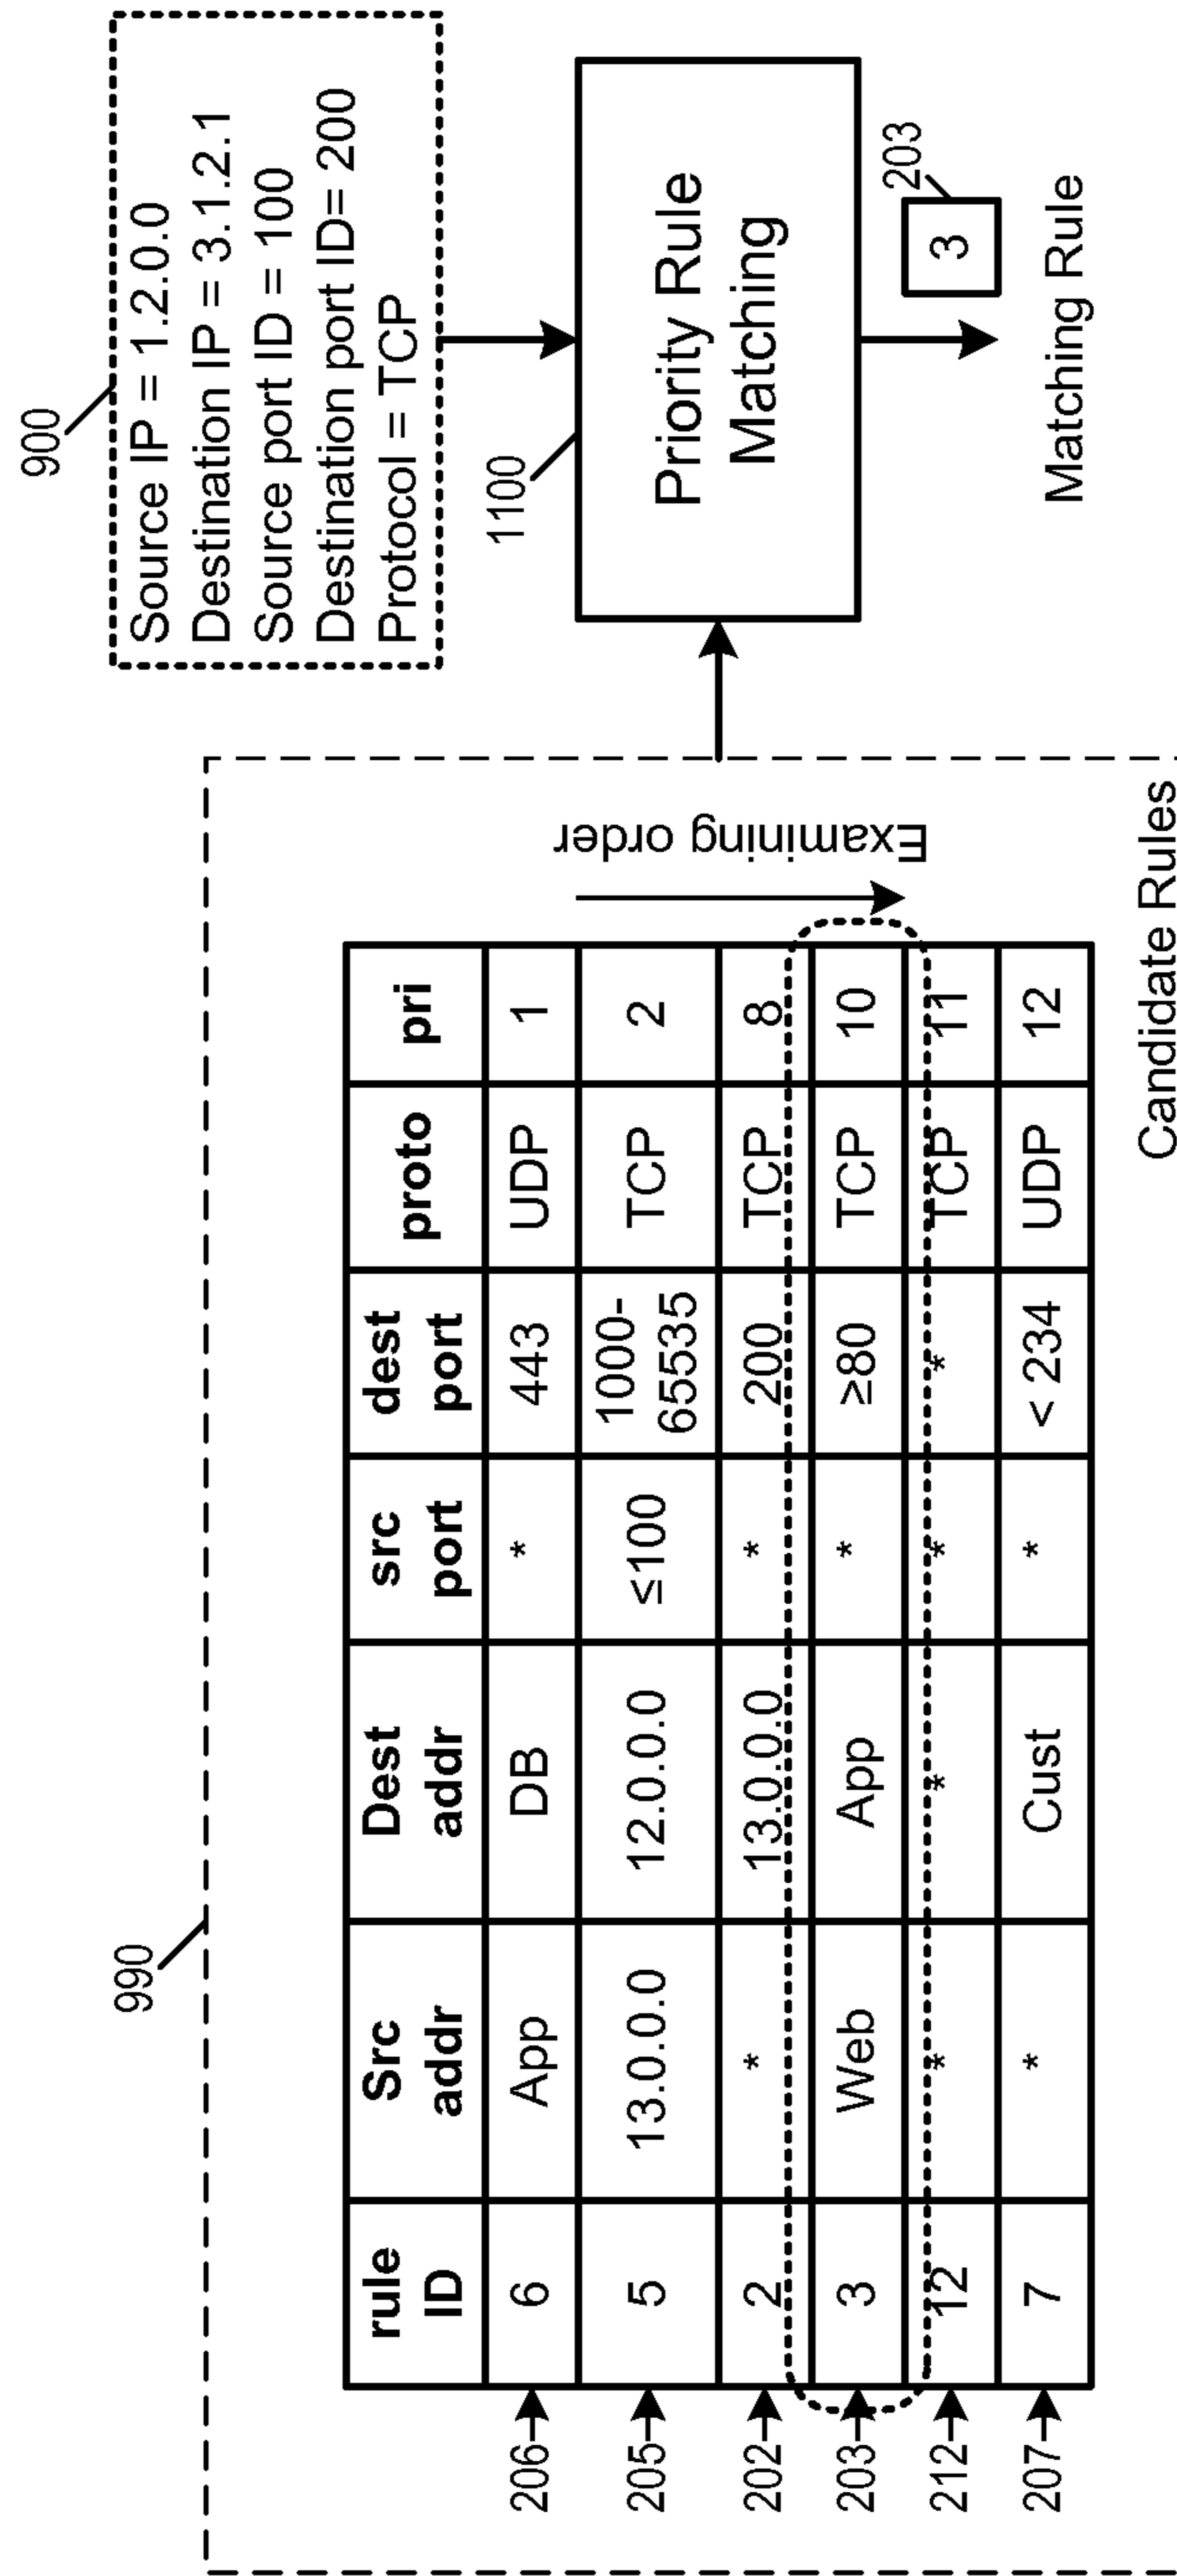 900
Source IP = 1.2.0.0
Destination IP = 3.1.2.1
Source port ID = 100
Destination port ID= 200
Protocol = TCP
1100
Priority Rule
Matching
203
3
Matching Rule
990
rule ID Src addr Dest addr src port dest port proto pri
206 6 App DB * 443 UDP 1
205 5 13.0.0.0 12.0.0.0 ≤100 1000-65535 TCP 2
202 2 * 13.0.0.0 * 200 TCP 8
203 3 Web App * ≥80 TCP 10
212 12 * * * * TCP 11
207 7 * Cust * < 234 UDP 12
Examining order
Candidate Rules